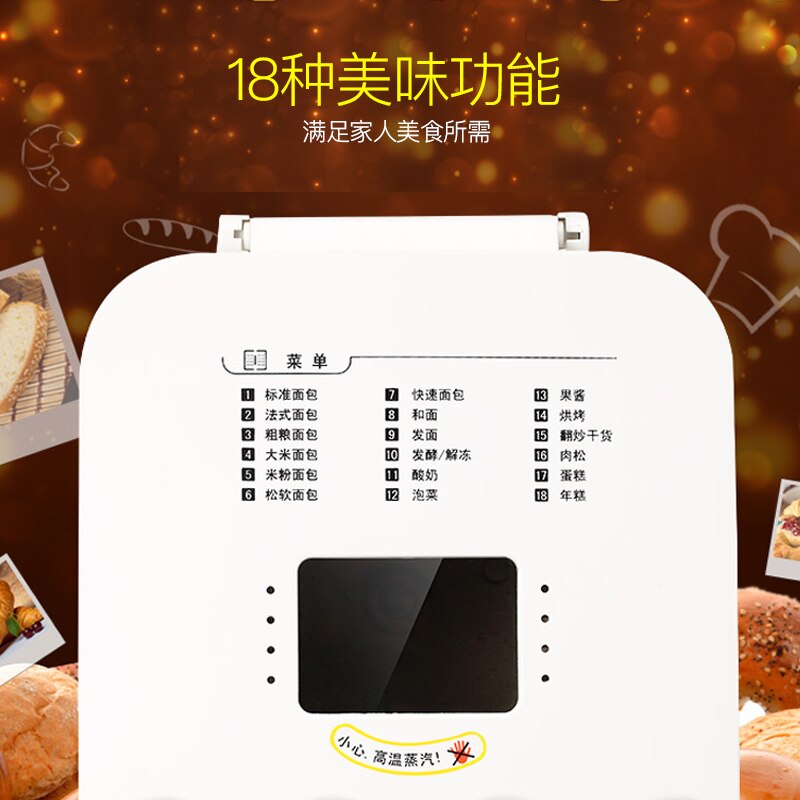 18种美味功能
满足家人美食所需
菜单
1 标准面包
2 法式面包
3 粗粮面包
4 大米面包
5 米粉面包
6 松软面包
7 快速面包
8 和面
9 发面
10 发酵/解冻
11 酸奶
12 泡菜
13 果酱
14 烘烤
15 翻炒干货
16 肉松
17 蛋糕
18 年糕
小心.高温蒸汽!